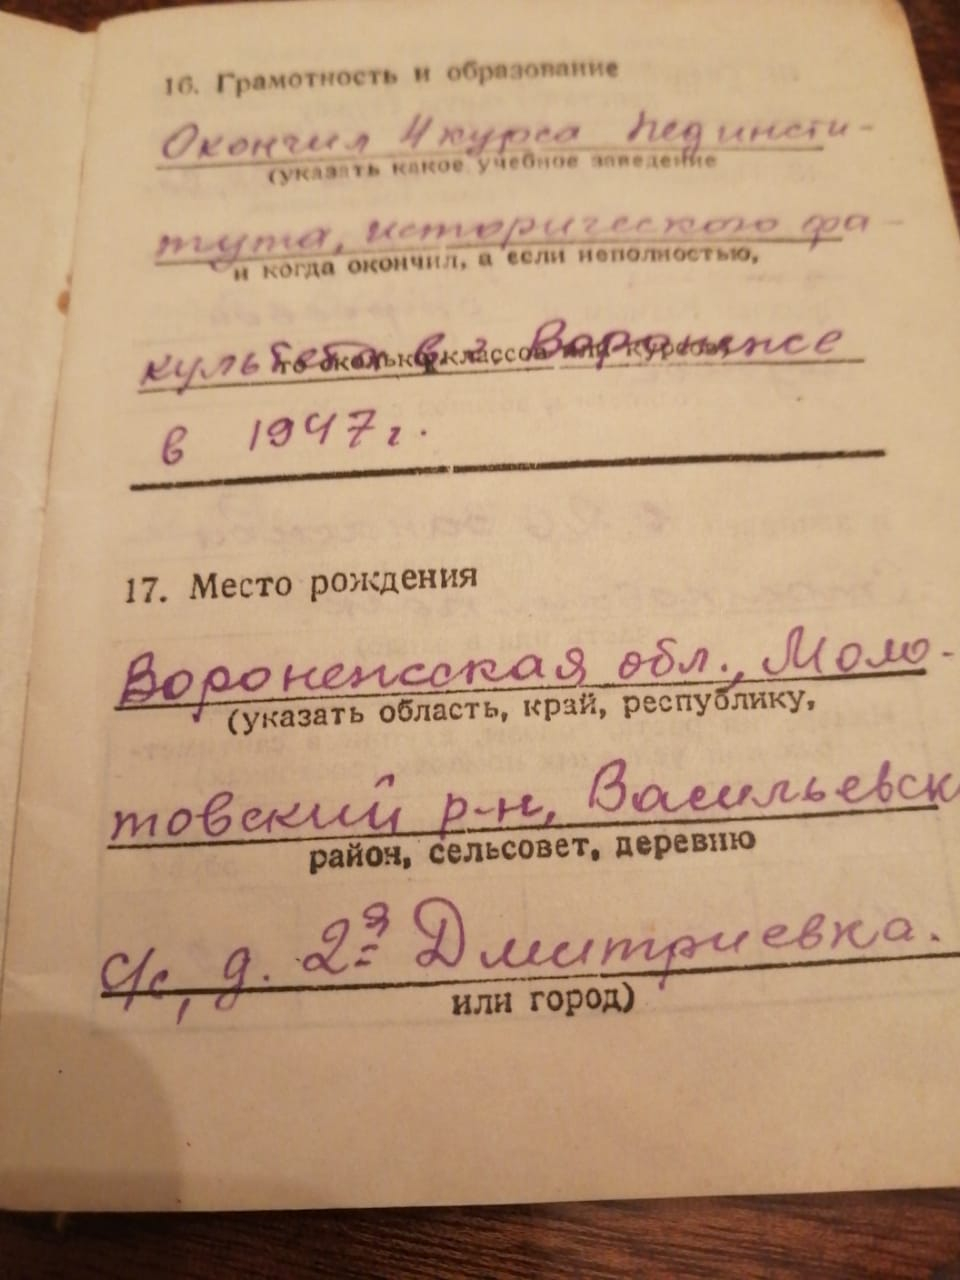 16. Грамотность и образование
Окончил 4 курса Пединсти-
(указать какое учебное заведение
тута, исторического фа-
и когда окончил, а если неполностью,
культета в г. Воронеже
то сколько классов или курсов)
в 1947 г.
17. Место рождения
Воронежская обл., Моло-
(указать область, край, республику,
товский р-н, Васильевск
район, сельсовет, деревню
с/с, д. 2я Дмитриевка.
или город)